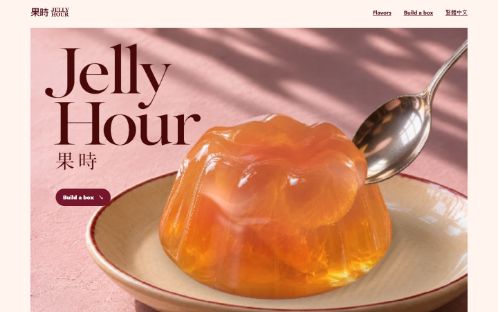 果時 JELLY HOUR
Flavors
Build a box
繁體中文
Jelly
Hour
果時
Build a box ↘